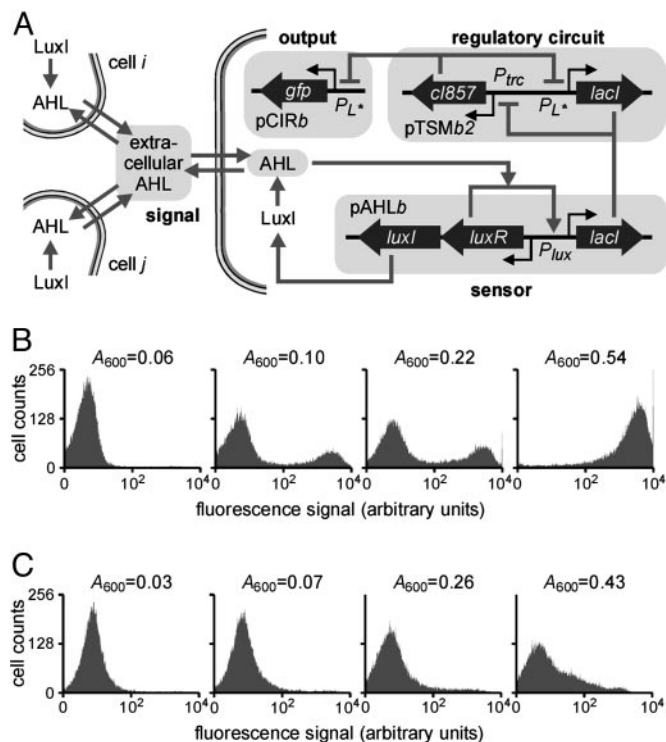 A
LuxI
cell i
AHL
extra-
cellular
AHL
signal
AHL
LuxI
cell j
output
gfp
PL*
pCIRb
regulatory circuit
cI857
Ptrc
PL*
lacI
pTSMb2
AHL
LuxI
pAHLb
luxI
luxR
Plux
lacI
sensor
B
A600=0.06
A600=0.10
A600=0.22
A600=0.54
cell counts
256
128
0
0 10² 10⁴
0 10² 10⁴
0 10² 10⁴
0 10² 10⁴
fluorescence signal (arbitrary units)
C
A600=0.03
A600=0.07
A600=0.26
A600=0.43
cell counts
256
128
0
0 10² 10⁴
0 10² 10⁴
0 10² 10⁴
0 10² 10⁴
fluorescence signal (arbitrary units)